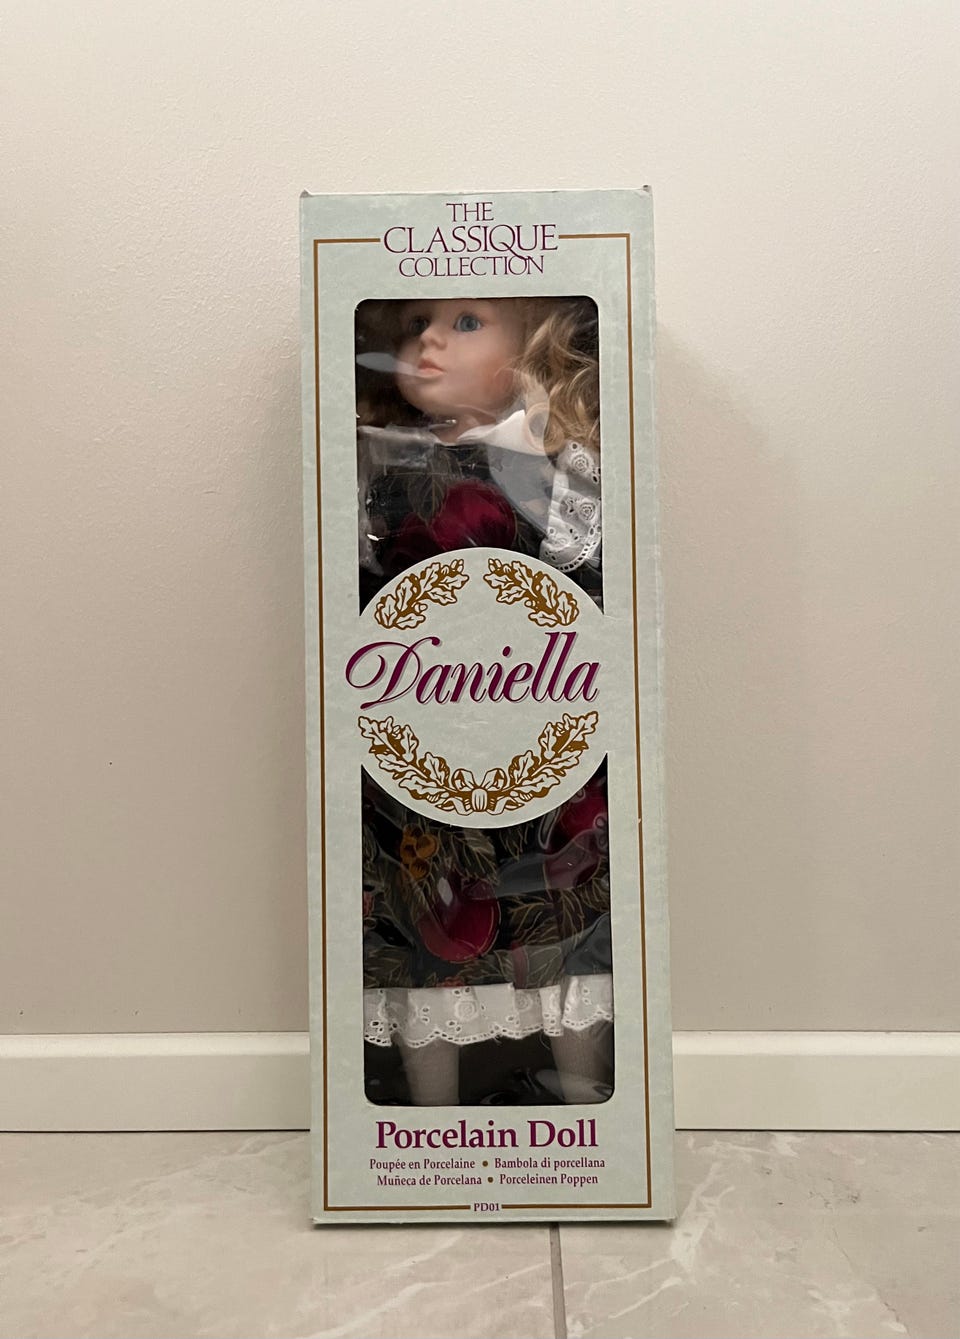 THE
CLASSIQUE
COLLECTION
Daniella
Porcelain Doll
Poupée en Porcelaine • Bambola di porcellana
Muñeca de Porcelana • Porceleinen Poppen
PD01